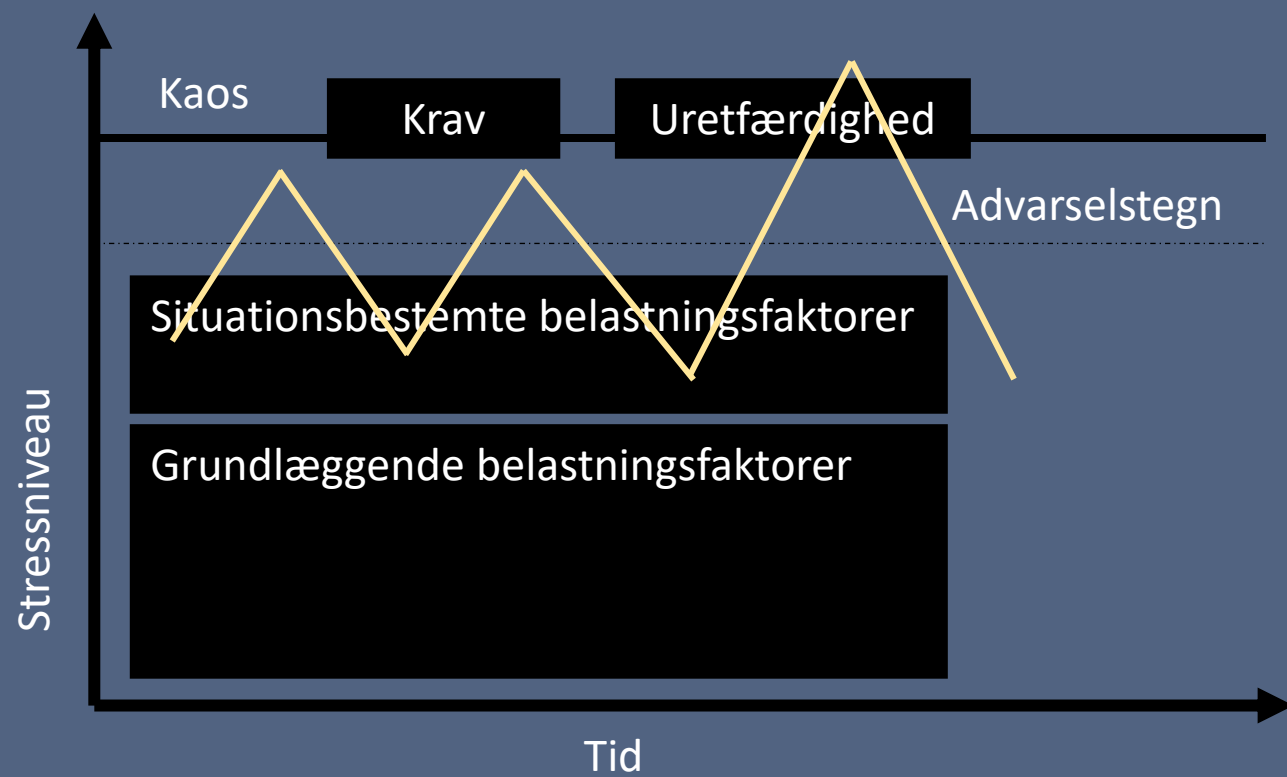 Kaos
Krav
Uretfærdighed
Advarselstegn
Situationsbestemte belastningsfaktorer
Grundlæggende belastningsfaktorer
Stressniveau
Tid